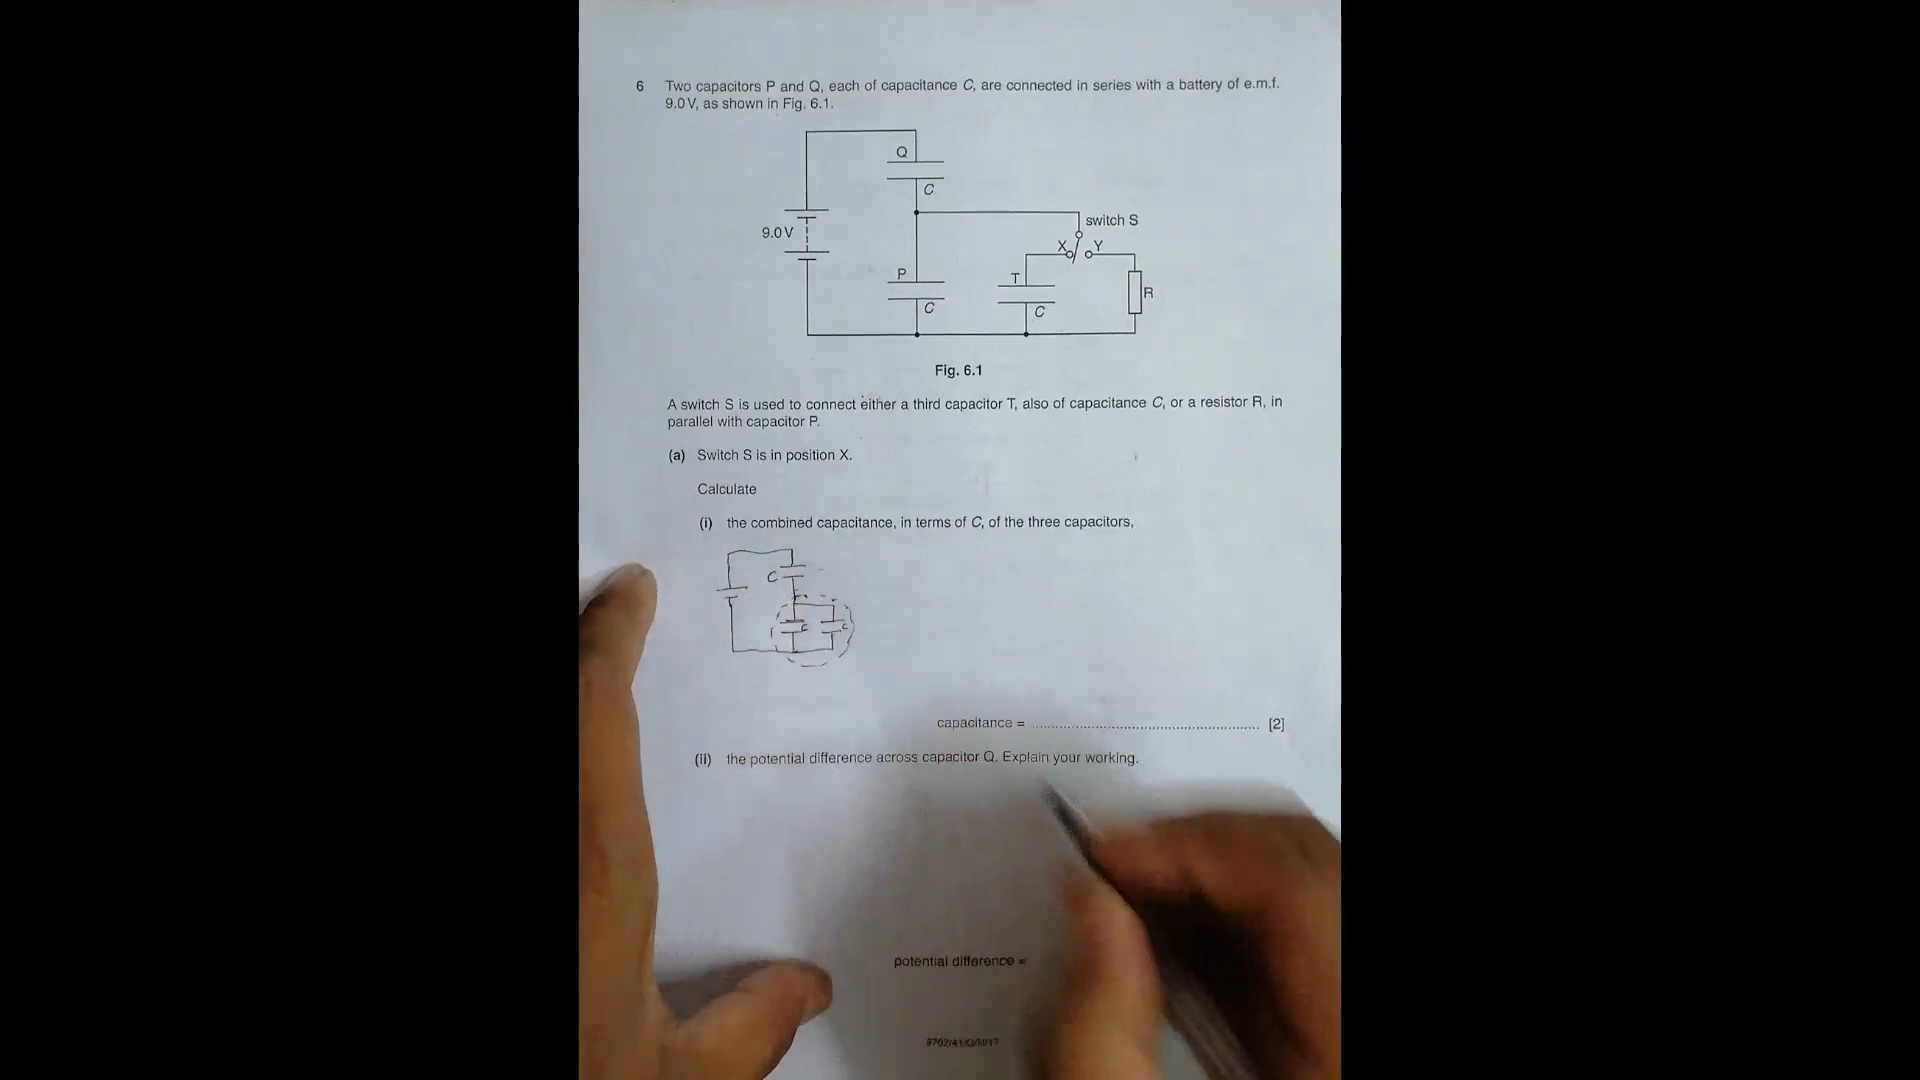 6 Two capacitors P and Q, each of capacitance C, are connected in series with a battery of e.m.f.
9.0V, as shown in Fig. 6.1.
Q
C
switch S
9.0V
X
Y
P
T
R
C
C
Fig. 6.1
A switch S is used to connect either a third capacitor T, also of capacitance C, or a resistor R, in
parallel with capacitor P.
(a) Switch S is in position X.
Calculate
(i) the combined capacitance, in terms of C, of the three capacitors,
C
C
C
capacitance = ........................................................ [2]
(ii) the potential difference across capacitor Q. Explain your working.
potential difference =